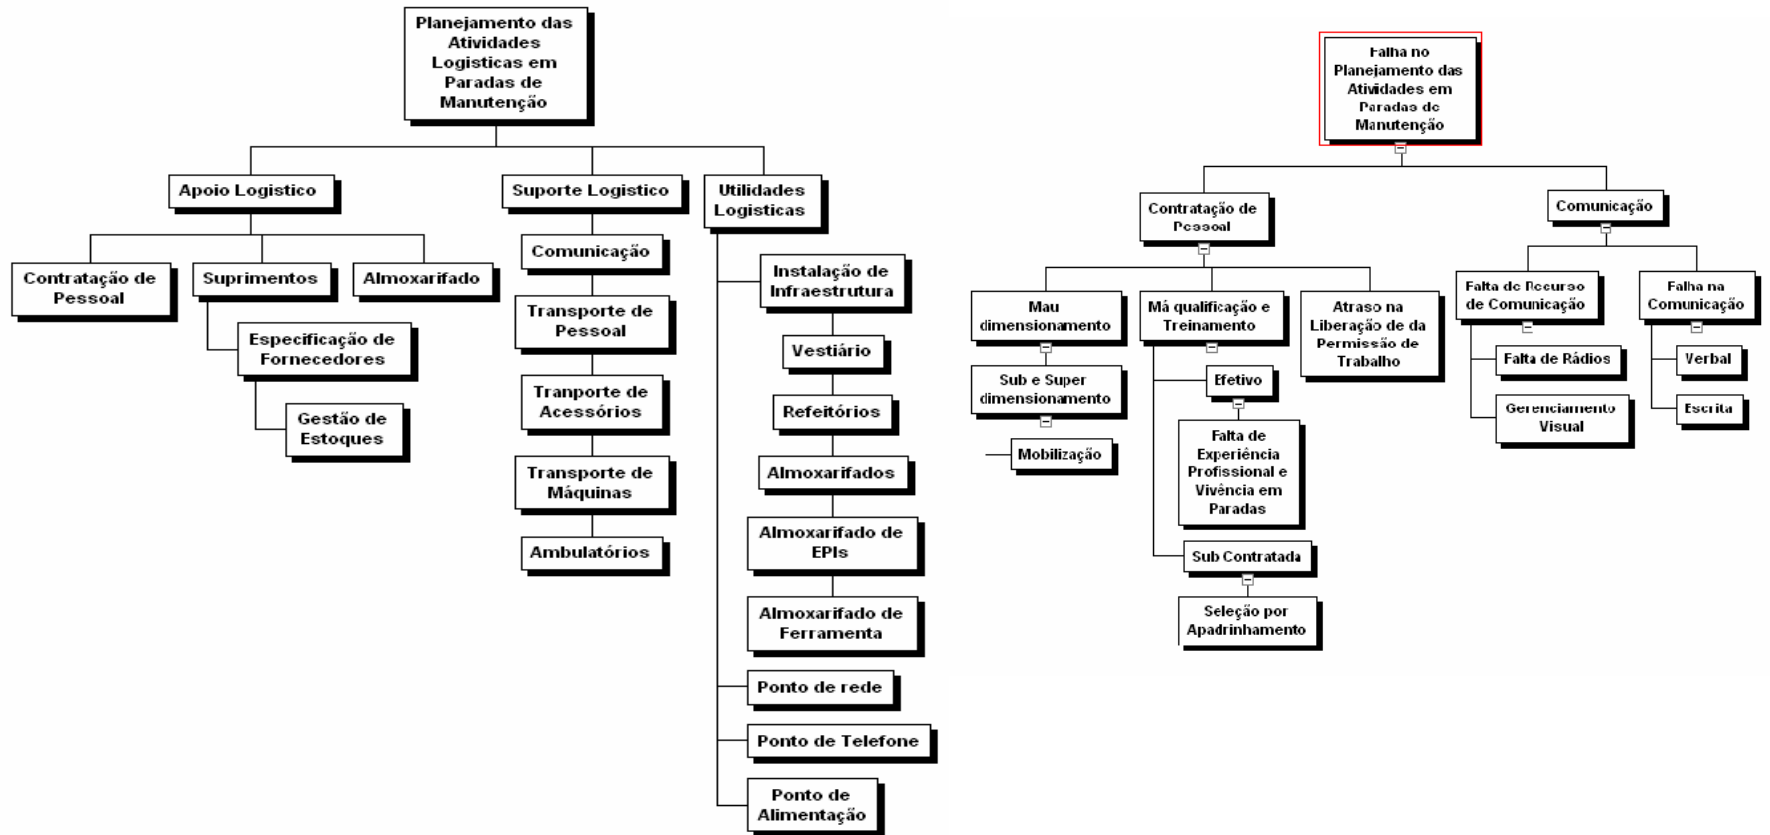 Planejamento das
Atividades
Logisticas em
Paradas de
Manutenção
Apoio Logistico
Suporte Logistico
Utilidades
Logisticas
Contratação de
Pessoal
Suprimentos
Almoxarifado
Especificação de
Fornecedores
Gestão de
Estoques
Comunicação
Transporte de
Pessoal
Tranporte de
Acessórios
Transporte de
Máquinas
Ambulatórios
Instalação de
Infraestrutura
Vestiário
Refeitórios
Almoxarifados
Almoxarifado de
EPIs
Almoxarifado de
Ferramenta
Ponto de rede
Ponto de Telefone
Ponto de
Alimentação
Falha no
Planejamento das
Atividades em
Paradas de
Manutenção
Contratação de
Pessoal
Comunicação
Mau
dimensionamento
Má qualificação e
Treinamento
Atraso na
Liberação de da
Permissão de
Trabalho
Sub e Super
dimensionamento
Mobilização
Efetivo
Falta de
Experiência
Profissional e
Vivência em
Paradas
Sub Contratada
Seleção por
Apadrinhamento
Falta de Recurso
de Comunicação
Falha na
Comunicação
Falta de Rádios
Gerenciamento
Visual
Verbal
Escrita